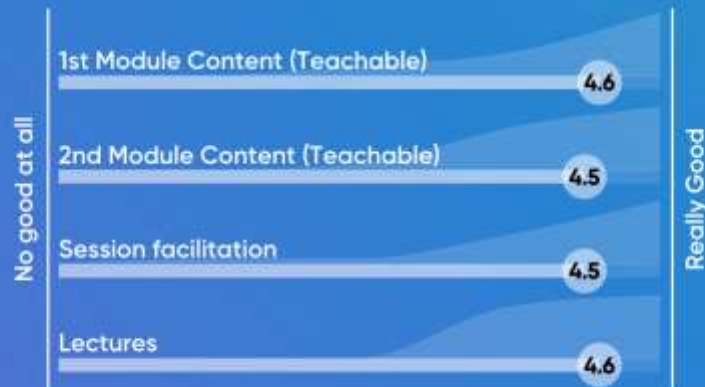 No good at all
1st Module Content (Teachable)
4.6
2nd Module Content (Teachable)
4.5
Session facilitation
4.5
Lectures
4.6
Really Good